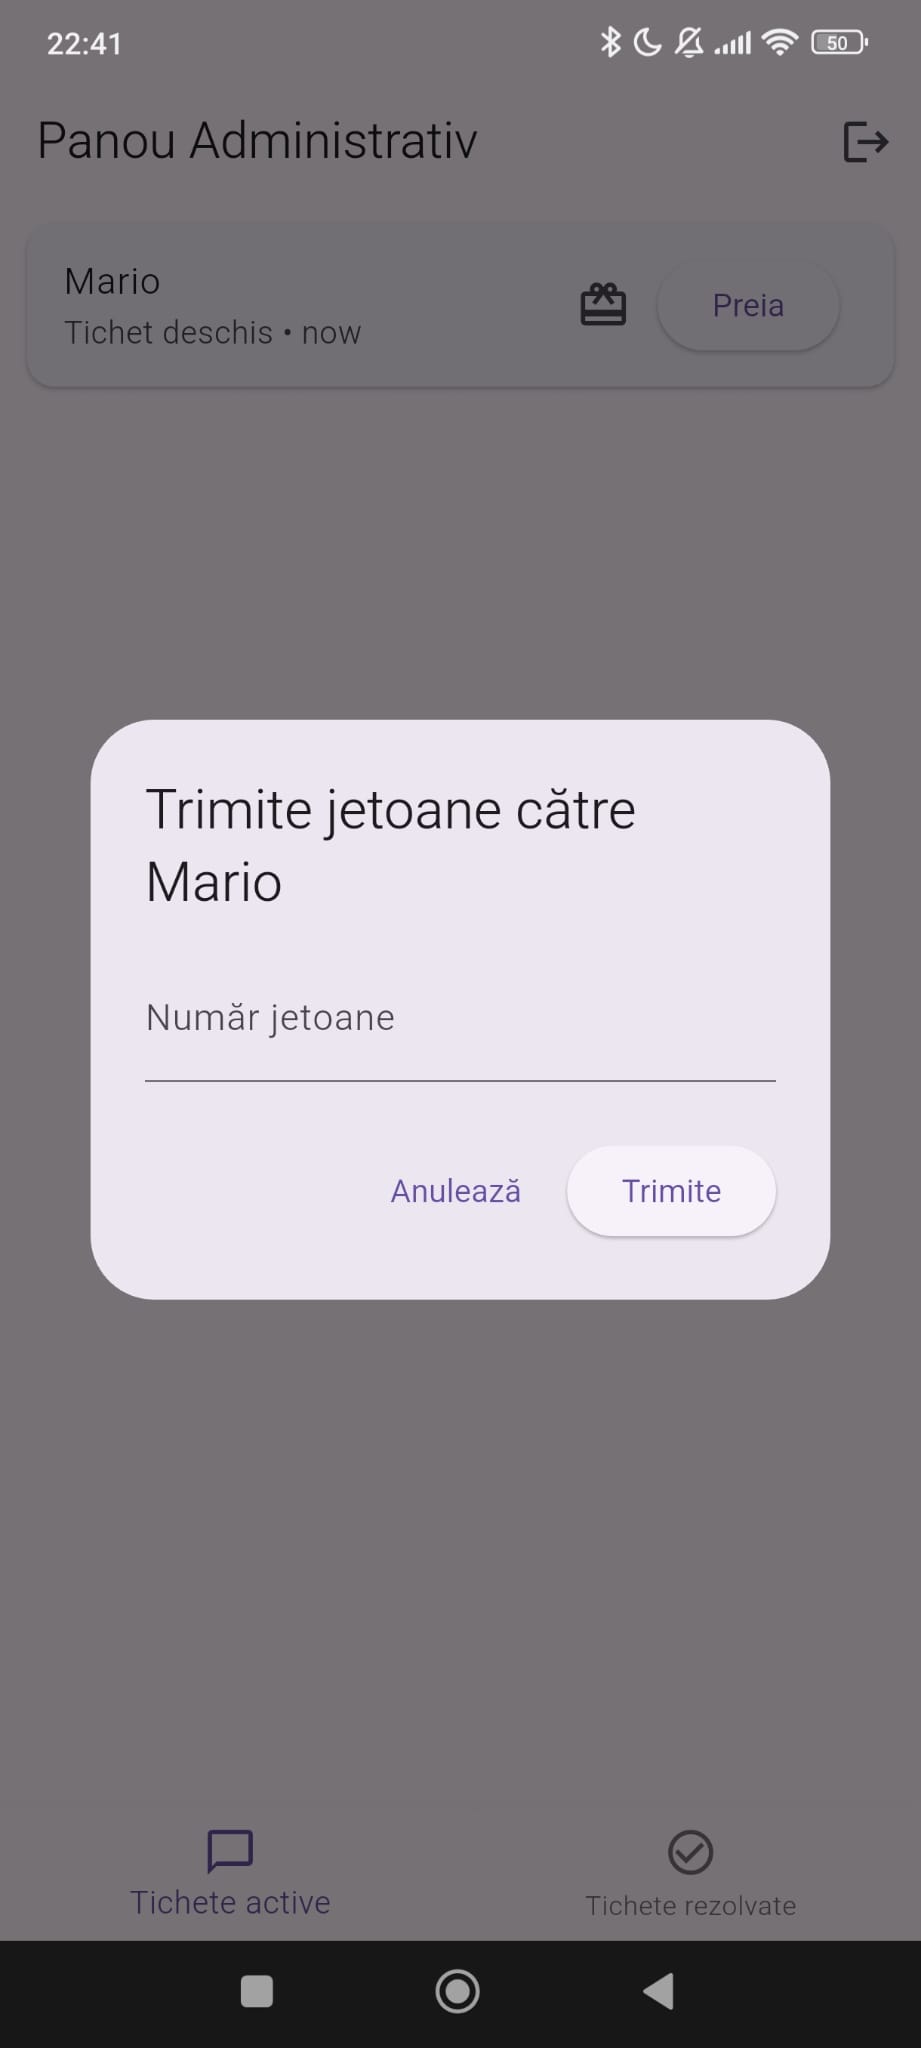 22:41
50
Panou Administrativ
Mario
Tichet deschis • now
Preia
Trimite jetoane către
Mario
Număr jetoane
Anulează
Trimite
Tichete active
Tichete rezolvate